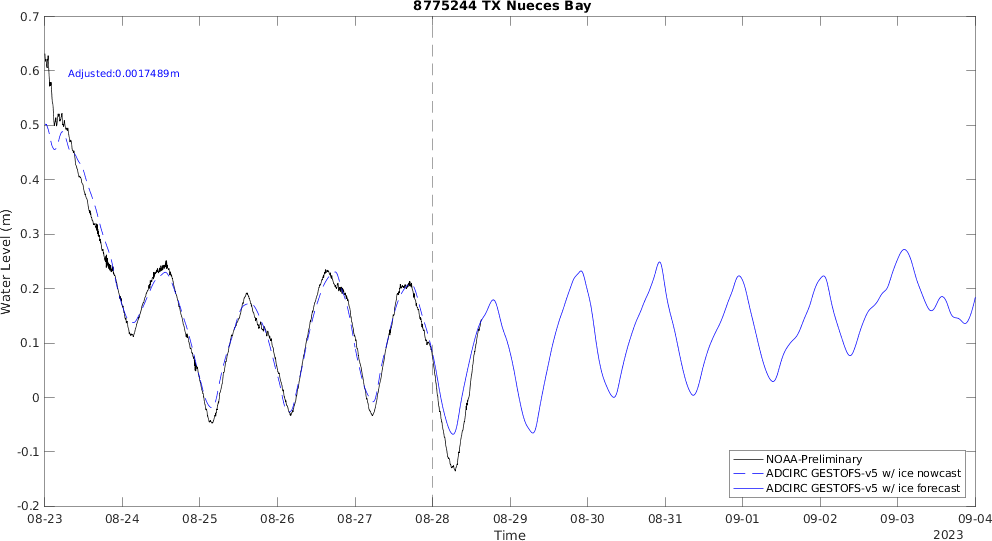 8775244 TX Nueces Bay
0.7
0.6
0.5
0.4
0.3
0.2
0.1
0
-0.1
-0.2
Water Level (m)
Adjusted:0.0017489m
NOAA-Preliminary
ADCIRC GESTOFS-v5 w/ ice nowcast
ADCIRC GESTOFS-v5 w/ ice forecast
08-23 08-24 08-25 08-26 08-27 08-28 08-29 08-30 08-31 09-01 09-02 09-03 09-04
Time
2023